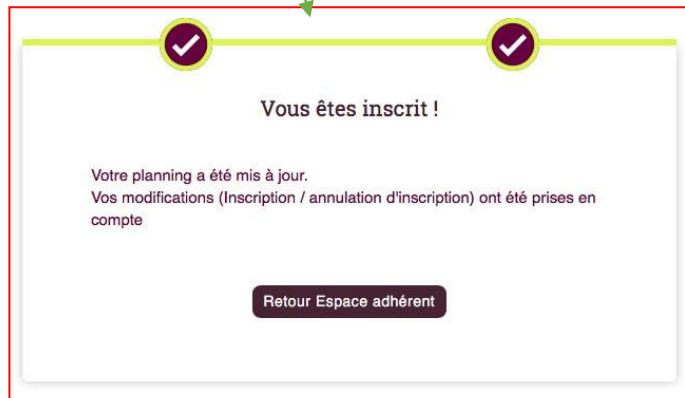 Vous êtes inscrit !
Votre planning a été mis à jour.
Vos modifications (Inscription / annulation d'inscription) ont été prises en
compte
Retour Espace adhérent